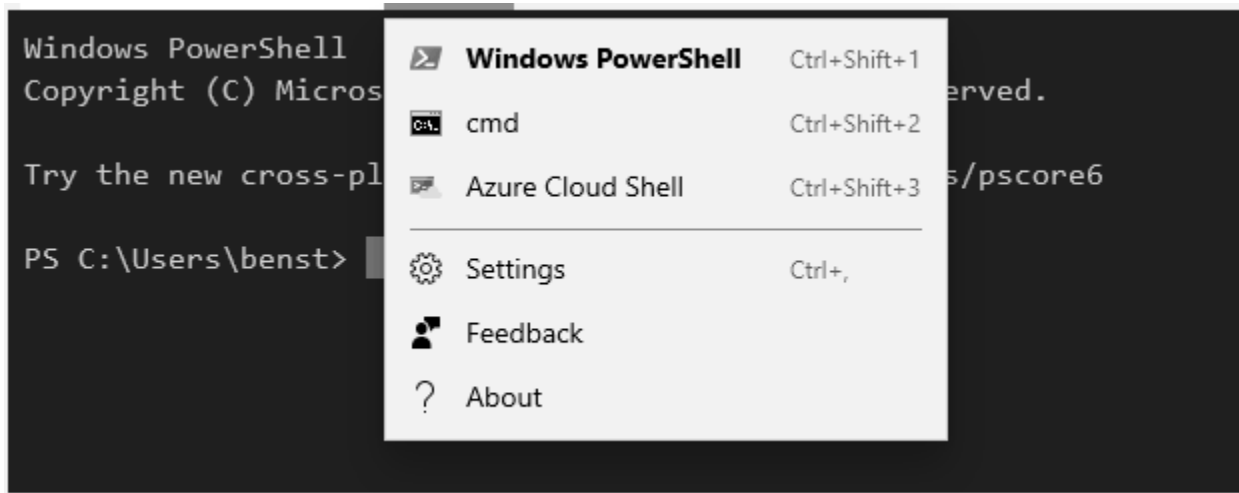 Windows PowerShell
Copyright (C) Micros erved.
Try the new cross-pl s/pscore6
PS C:\Users\benst>
Windows PowerShell Ctrl+Shift+1
cmd Ctrl+Shift+2
Azure Cloud Shell Ctrl+Shift+3
Settings Ctrl+,
Feedback
? About